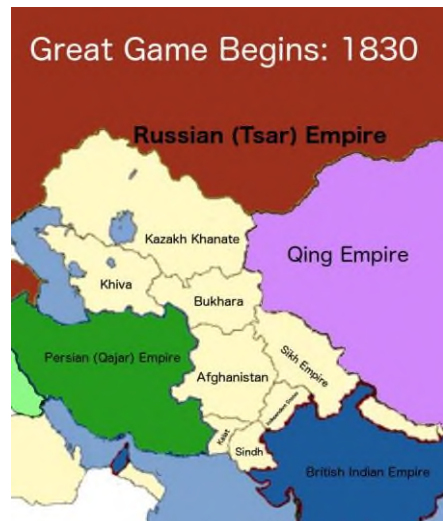 Great Game Begins: 1830
Russian (Tsar) Empire
Kazakh Khanate
Qing Empire
Khiva
Bukhara
Sikh Empire
Persian (Qajar) Empire
Afghanistan
Kalat
Sindh
British Indian Empire